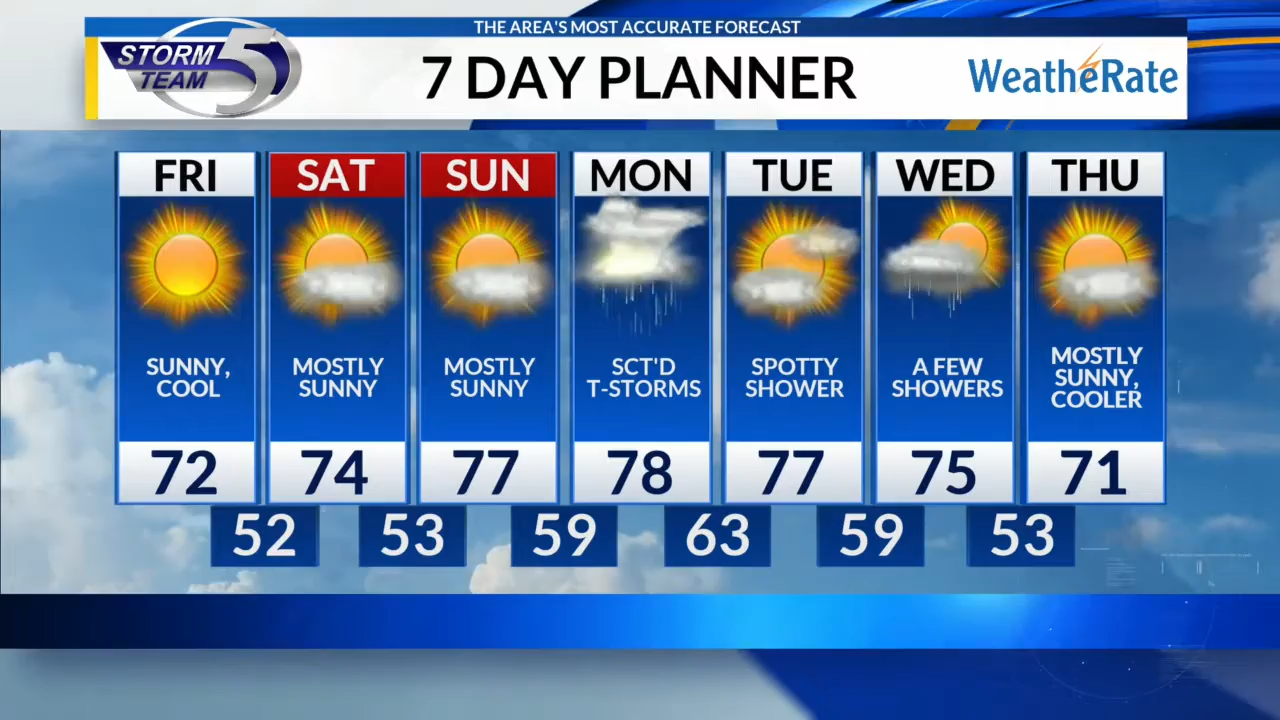 THE AREA'S MOST ACCURATE FORECAST
STORM TEAM 5
7 DAY PLANNER
WeatheRate
FRI SAT SUN MON TUE WED THU
SUNNY, COOL
MOSTLY SUNNY
MOSTLY SUNNY
SCT'D T-STORMS
SPOTTY SHOWER
A FEW SHOWERS
MOSTLY SUNNY, COOLER
72 74 77 78 77 75 71
52 53 59 63 59 53